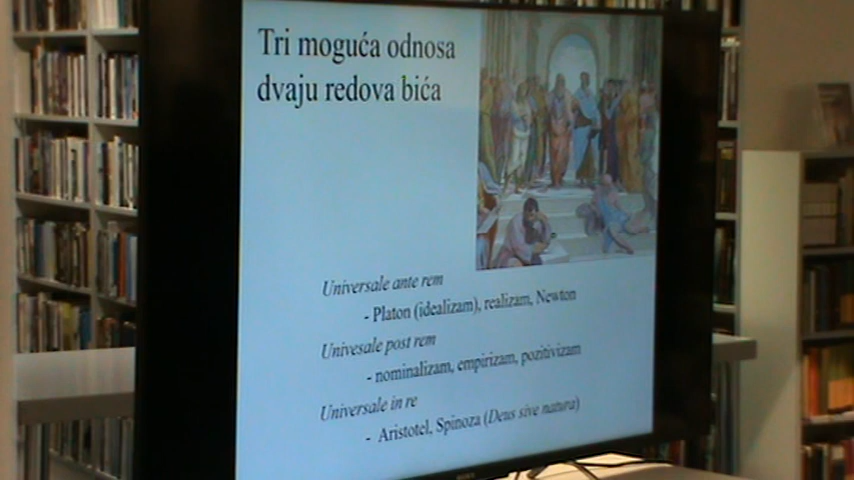 Tri moguća odnosa
dvaju redova bića
Universale ante rem
- Platon (idealizam), realizam, Newton
Univesale post rem
- nominalizam, empirizam, pozitivizam
Universale in re
- Aristotel, Spinoza (Deus sive natura)
SONY